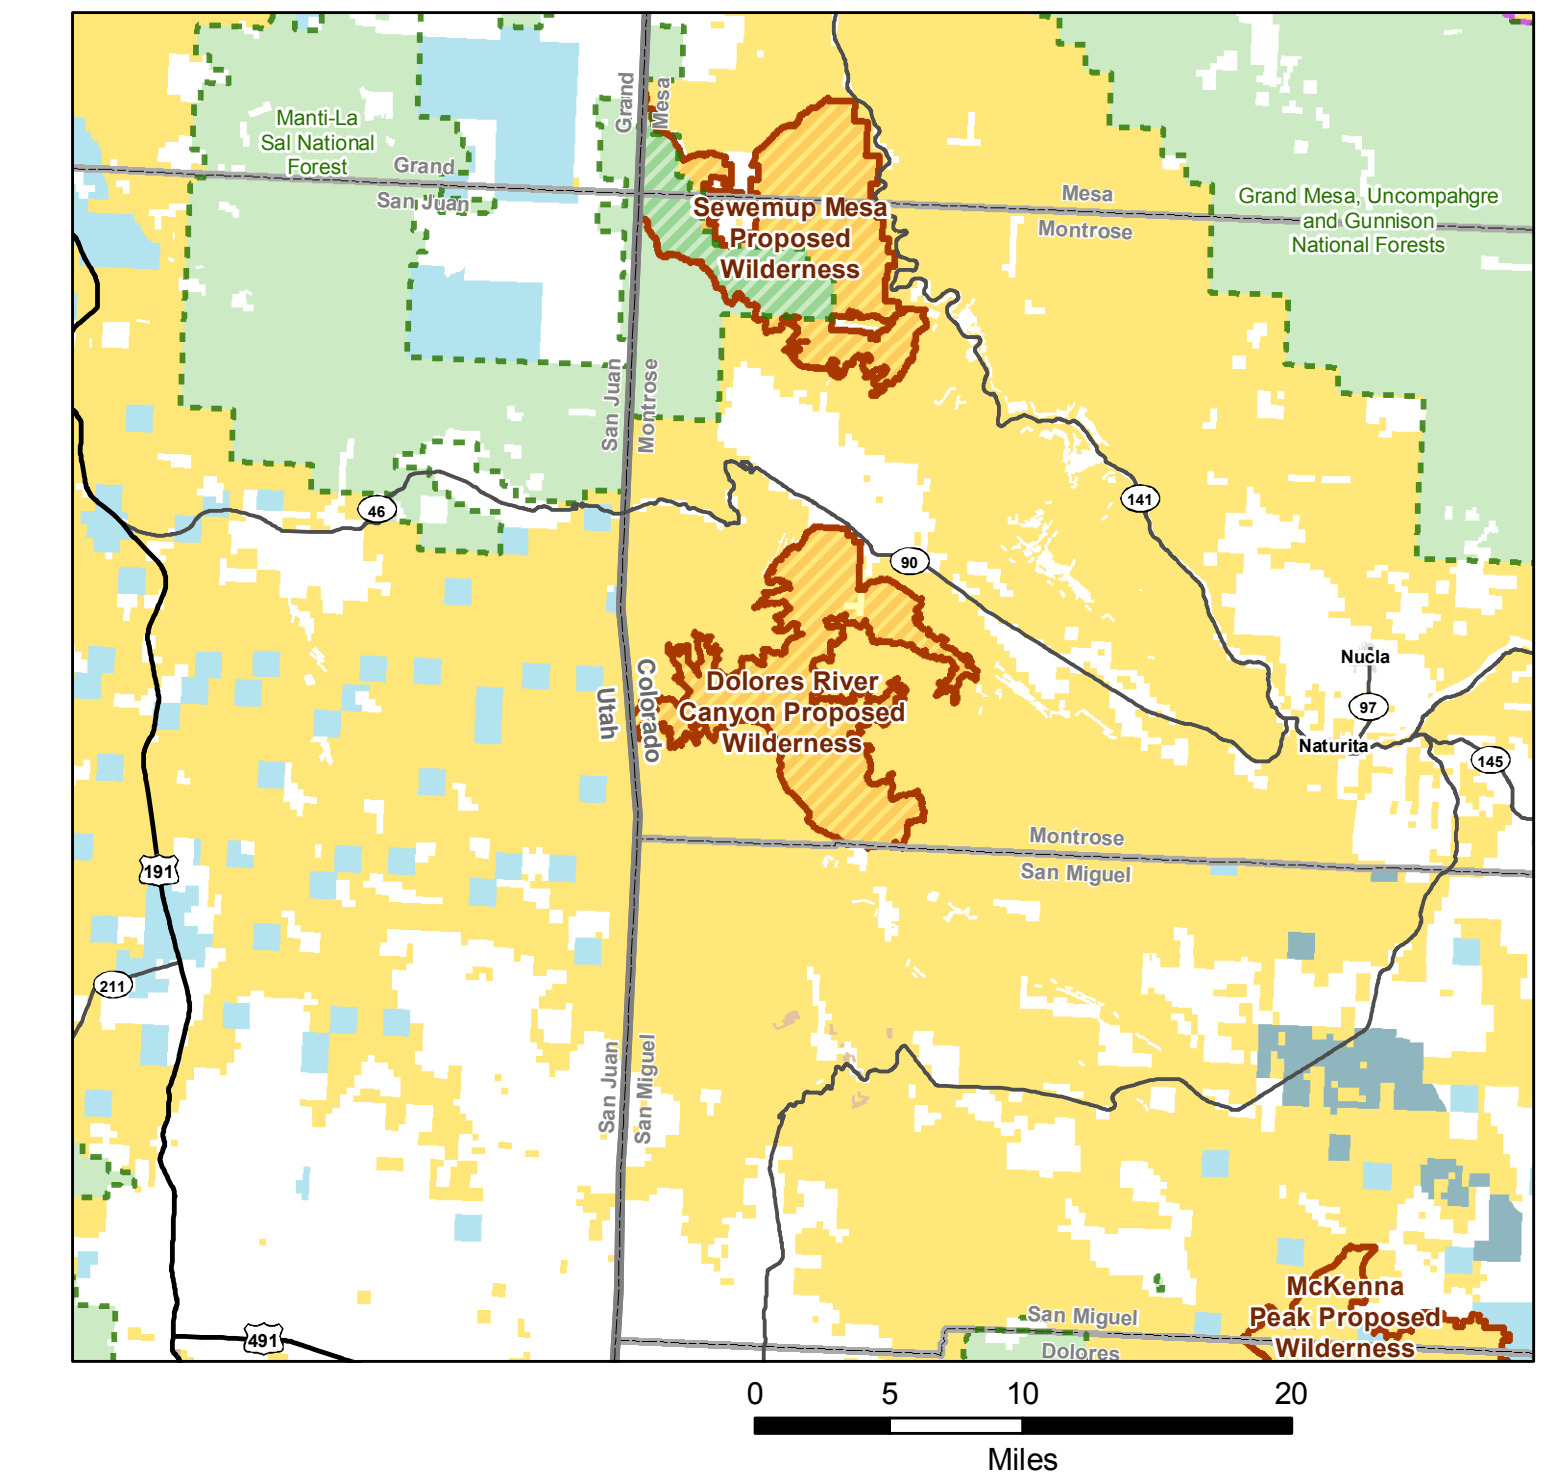 Grand
Mesa
Manti-La
Sal National
Forest
Grand
San Juan
Mesa
Montrose
Grand Mesa, Uncompahgre
and Gunnison
National Forests
Sewemup Mesa
Proposed
Wilderness
San Juan
Montrose
46
141
90
Utah
Colorado
Dolores River
Canyon Proposed
Wilderness
Nucla
97
Naturita
145
Montrose
San Miguel
191
211
San Juan
San Miguel
491
San Miguel
Dolores
McKenna
Peak Proposed
Wilderness
0 5 10 20
Miles